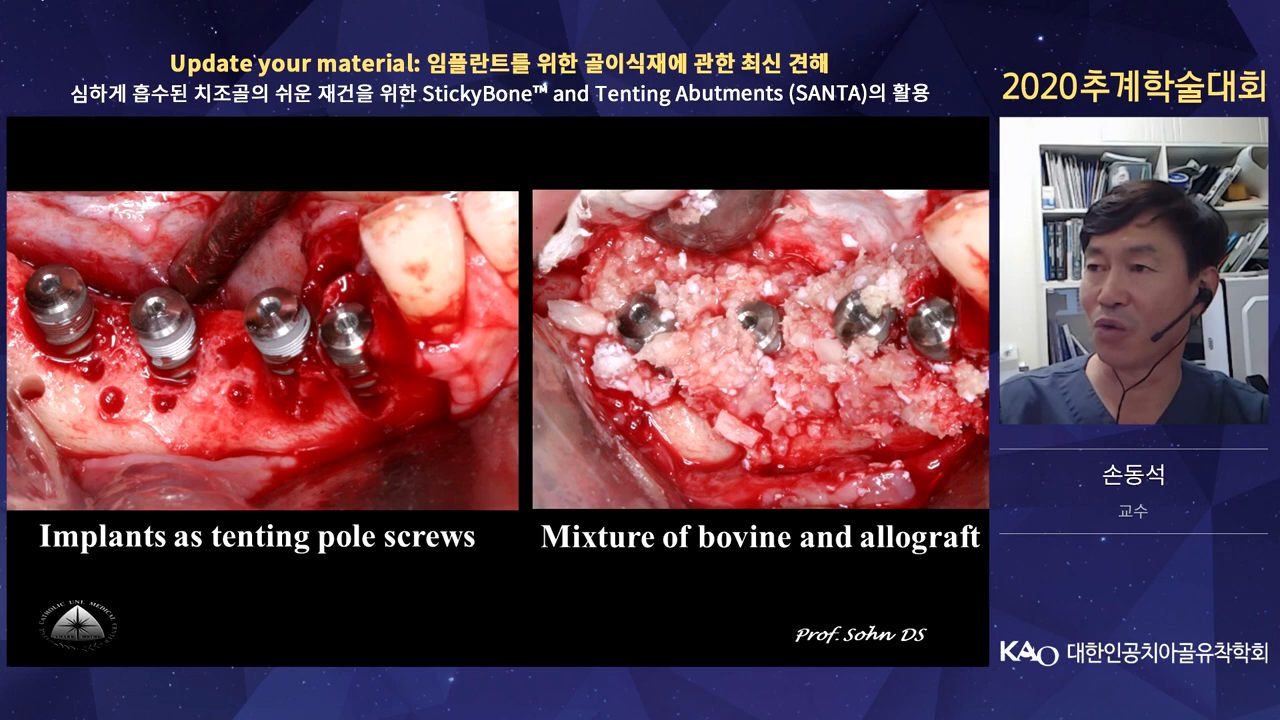 Update your material: 임플란트를 위한 골이식재에 관한 최신 견해
심하게 흡수된 치조골의 쉬운 재건을 위한 StickyBone™ and Tenting Abutments (SANTA)의 활용
2020추계학술대회
Implants as tenting pole screws
Mixture of bovine and allograft
Prof. Sohn DS
손동석
교수
KAO 대한인공치아골유착학회